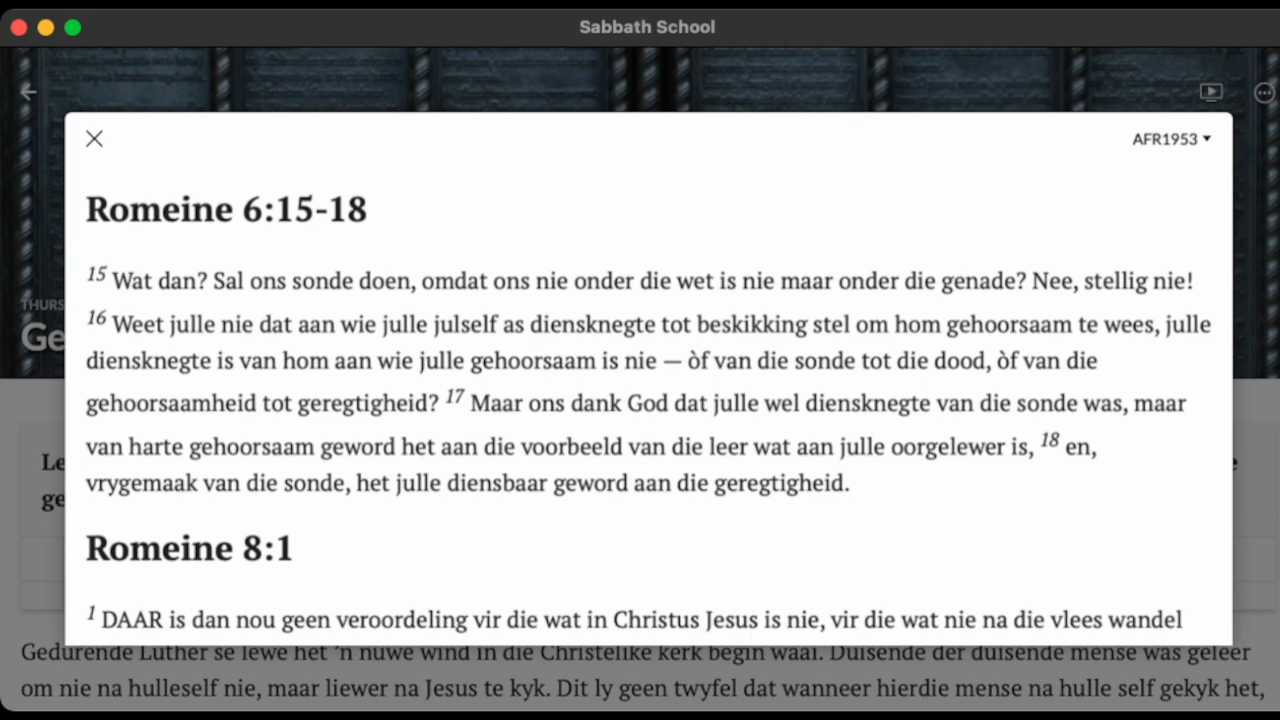 Sabbath School
AFR1953
THURS
Ge
Romeine 6:15-18
15 Wat dan? Sal ons sonde doen, omdat ons nie onder die wet is nie maar onder die genade? Nee, stellig nie!
16 Weet julle nie dat aan wie julle julself as diensknegte tot beskikking stel om hom gehoorsaam te wees, julle
diensknegte is van hom aan wie julle gehoorsaam is nie — òf van die sonde tot die dood, òf van die
gehoorsaamheid tot geregtigheid? 17 Maar ons dank God dat julle wel diensknegte van die sonde was, maar
van harte gehoorsaam geword het aan die voorbeeld van die leer wat aan julle oorgelewer is, 18 en,
vrygemaak van die sonde, het julle diensbaar geword aan die geregtigheid.
Le
ge
Romeine 8:1
1 DAAR is dan nou geen veroordeling vir die wat in Christus Jesus is nie, vir die wat nie na die vlees wandel
Gedurende Luther se lewe het ’n nuwe wind in die Christelike kerk begin waai. Duisende der duisende mense was geleer
om nie na hulleself nie, maar liewer na Jesus te kyk. Dit ly geen twyfel dat wanneer hierdie mense na hulle self gekyk het,